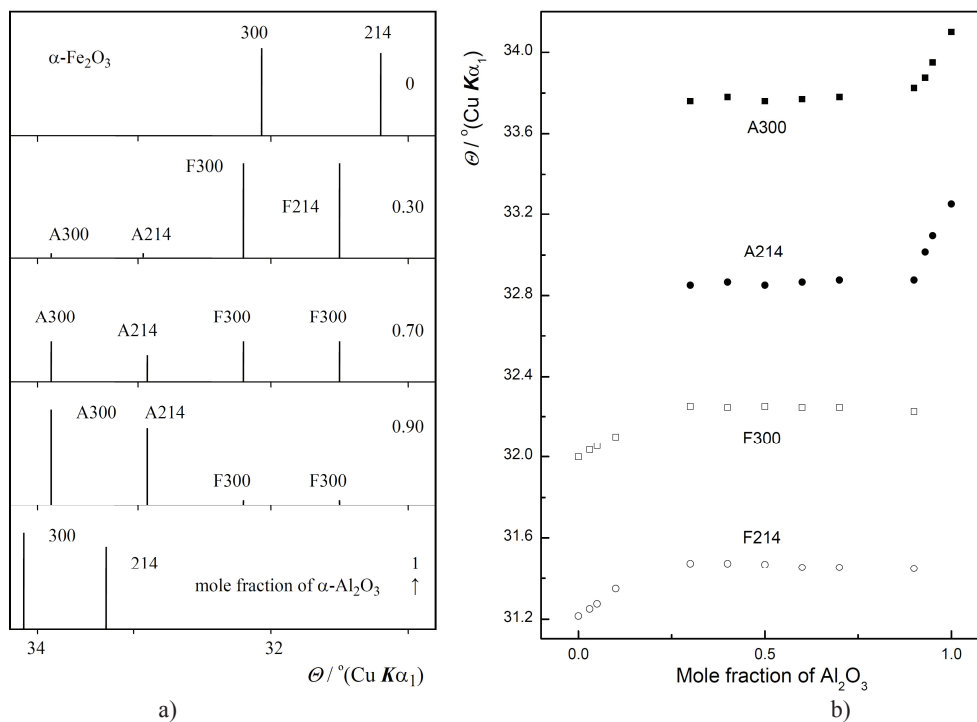 α-Fe₂O₃
300
214
0
F300
F214
0.30
A300
A214
A300
A214
F300
F300
0.70
A300
A214
0.90
F300
F300
300
214
1
mole fraction of α-Al₂O₃ ↑
34
32
Θ / °(Cu Kα₁)
a)
Θ / °(Cu Kα₁)
34.0
33.6
33.2
32.8
32.4
32.0
31.6
31.2
A300
A214
F300
F214
0.0
0.5
1.0
Mole fraction of Al₂O₃
b)